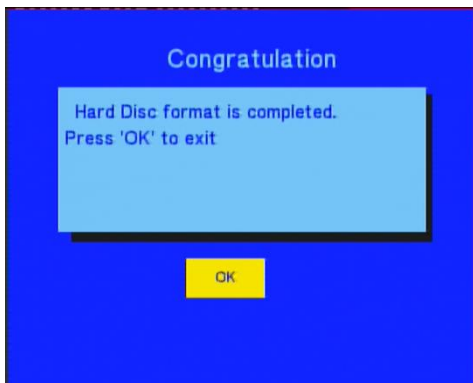 Congratulation
Hard Disc format is completed.
Press 'OK' to exit
OK